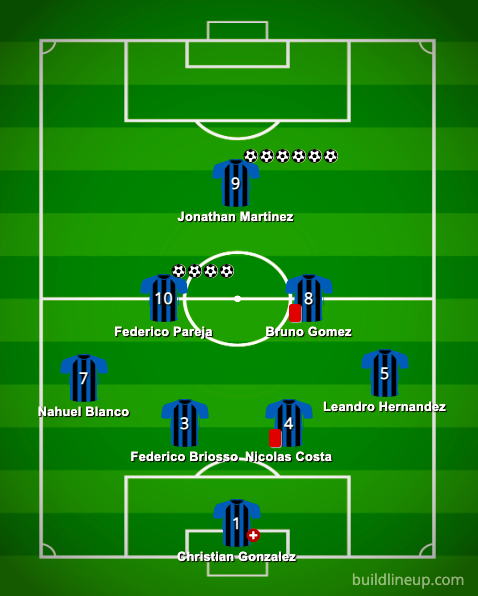 9
Jonathan Martinez
10
8
Federico Pareja
Bruno Gomez
7
5
Nahuel Blanco
Leandro Hernandez
3
4
Federico Briosso
Nicolas Costa
1
Christian Gonzalez
buildlineup.com